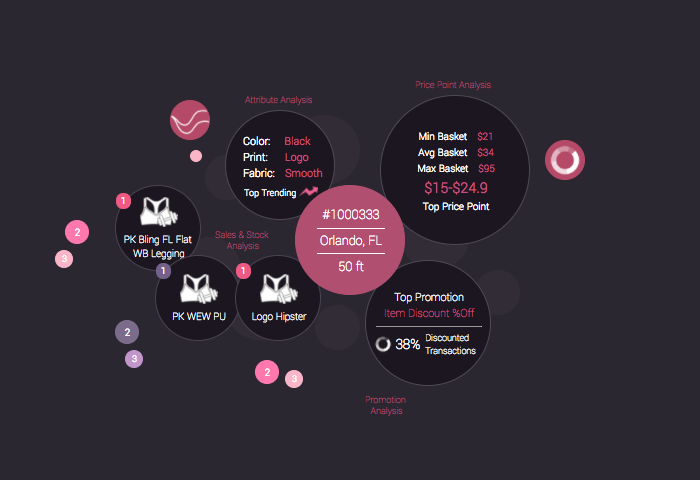 Price Point Analysis
Attribute Analysis
Color: Black
Print: Logo
Fabric: Smooth
Top Trending
Min Basket $21
Avg Basket $34
Max Basket $95
$15-$24.9
Top Price Point
1
PK Bling FL Flat
WB Legging
2
3
Sales & Stock
Analysis
#1000333
Orlando, FL
50 ft
1
PK WEW PU
1
Logo Hipster
2
3
2
3
Top Promotion
Item Discount %Off
38% Discounted
Transactions
Promotion
Analysis